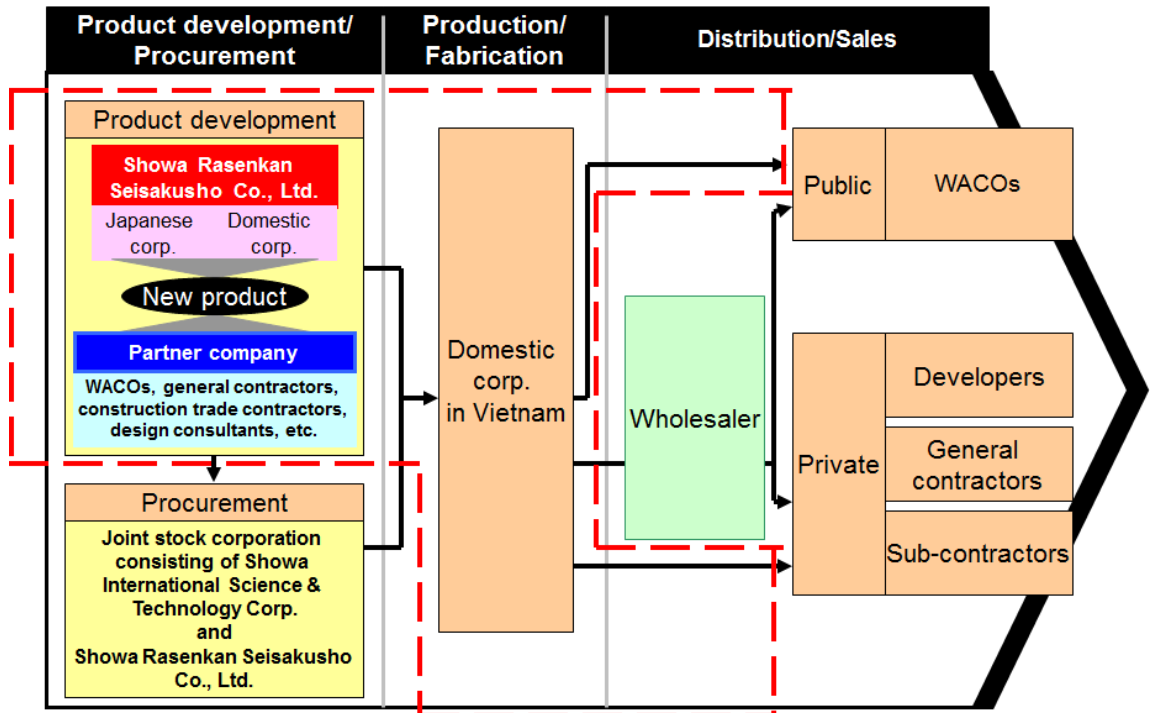 Product development/
Procurement
Production/
Fabrication
Distribution/Sales
Product development
Showa Rasenkan
Seisakusho Co., Ltd.
Japanese
corp.
Domestic
corp.
New product
Partner company
WACOs, general contractors,
construction trade contractors,
design consultants, etc.
Procurement
Joint stock corporation
consisting of Showa
International Science &
Technology Corp.
and
Showa Rasenkan Seisakusho
Co., Ltd.
Domestic
corp.
in Vietnam
Wholesaler
Public
WACOs
Private
Developers
General
contractors
Sub-contractors